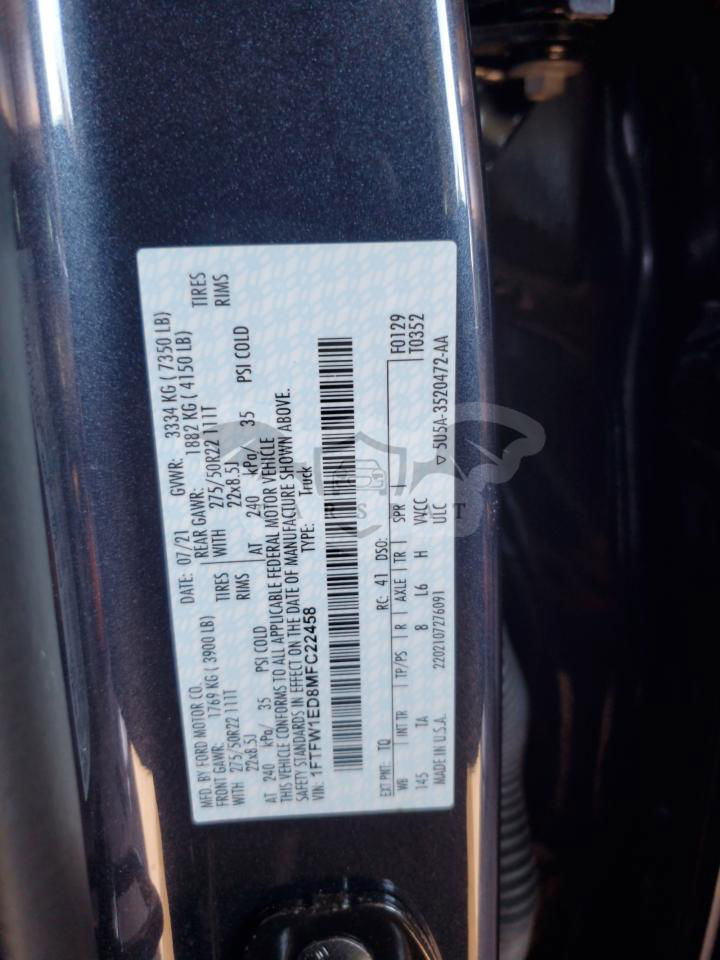 MFD. BY FORD MOTOR CO.
DATE: 07/21 GVWR: 3334 KG ( 7350 LB)
FRONT GAWR: 1769 KG ( 3900 LB) REAR GAWR: 1882 KG ( 4150 LB)
WITH 275/50R22 111T TIRES WITH 275/50R22 111T TIRES
22x8.5J RIMS 22x8.5J RIMS
AT 240 kPa/ 35 PSI COLD AT 240 kPa/ 35 PSI COLD
THIS VEHICLE CONFORMS TO ALL APPLICABLE FEDERAL MOTOR VEHICLE
SAFETY STANDARDS IN EFFECT ON THE DATE OF MANUFACTURE SHOWN ABOVE.
VIN: 1FTFW1ED8MFC22458 TYPE: Truck
F0129
T0352
EXT PNT: TQ RC: 41 DSO:
WB INT TR TP/PS R AXLE TR SPR
145 TA B L6 H VVCC
MADE IN U.S.A. 2202107276091 ULC
▽ 5U5A-3520472-AA